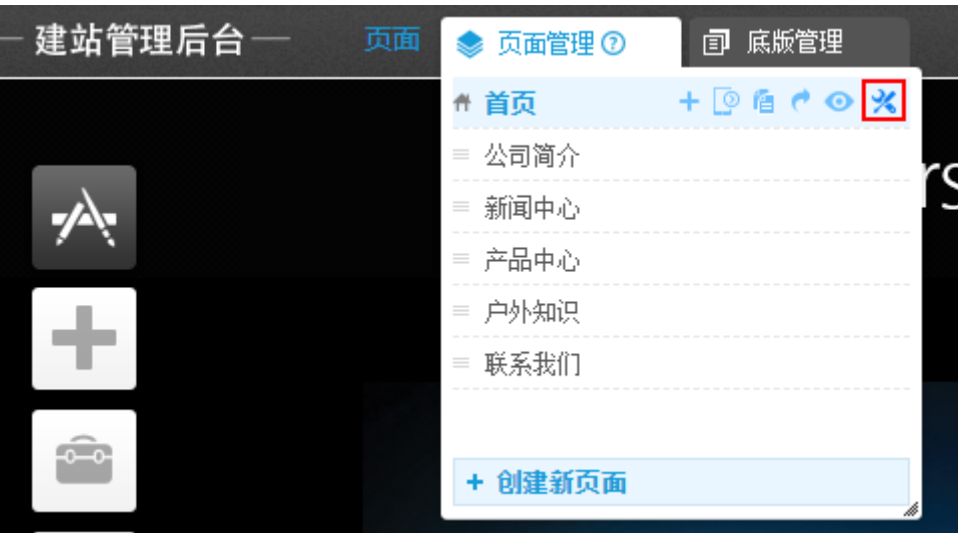 建站管理后台 页面 页面管理 底版管理
首页
公司简介
新闻中心
产品中心
户外知识
联系我们
+ 创建新页面